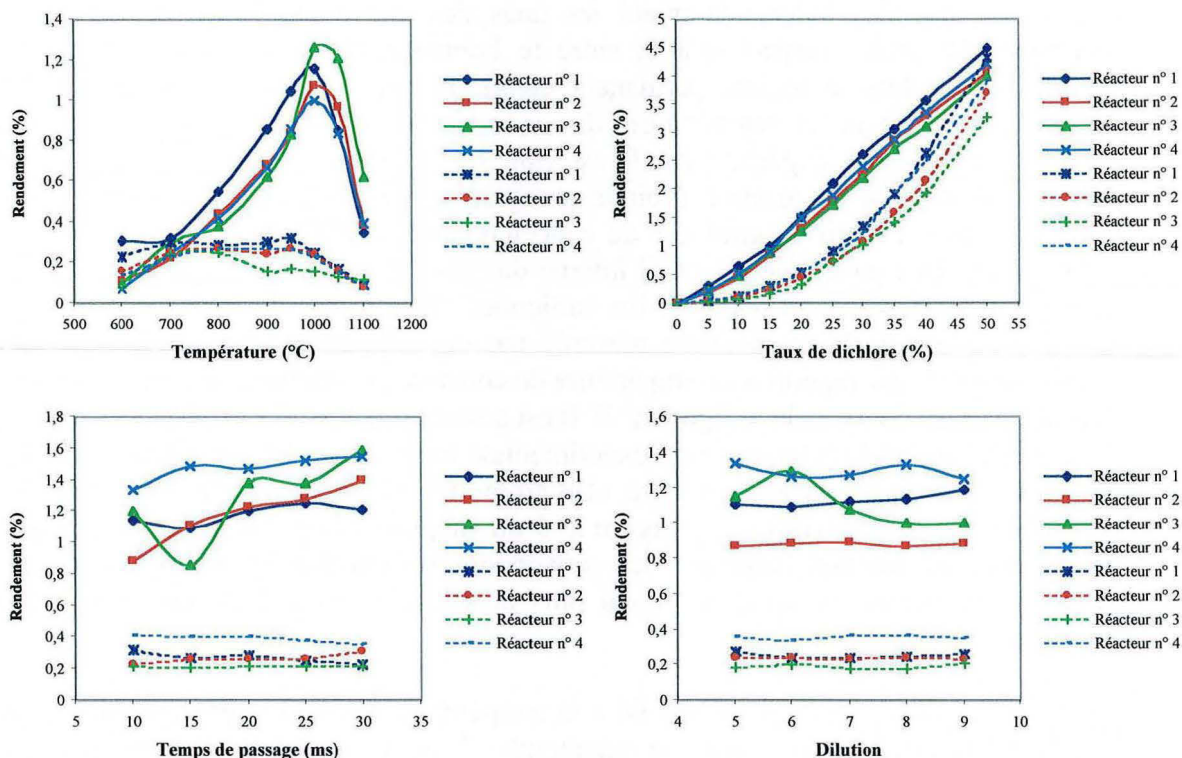 1,4
1,2
1
0,8
0,6
0,4
0,2
0
Rendement (%)
500 600 700 800 900 1000 1100 1200
Température (°C)
Réacteur n° 1
Réacteur n° 2
Réacteur n° 3
Réacteur n° 4
Réacteur n° 1
Réacteur n° 2
Réacteur n° 3
Réacteur n° 4
5
4,5
4
3,5
3
2,5
2
1,5
1
0,5
0
Rendement (%)
0 5 10 15 20 25 30 35 40 45 50 55
Taux de dichlore (%)
Réacteur n° 1
Réacteur n° 2
Réacteur n° 3
Réacteur n° 4
Réacteur n° 1
Réacteur n° 2
Réacteur n° 3
Réacteur n° 4
1,8
1,6
1,4
1,2
1
0,8
0,6
0,4
0,2
0
Rendement (%)
5 10 15 20 25 30 35
Temps de passage (ms)
Réacteur n° 1
Réacteur n° 2
Réacteur n° 3
Réacteur n° 4
Réacteur n° 1
Réacteur n° 2
Réacteur n° 3
Réacteur n° 4
1,6
1,4
1,2
1
0,8
0,6
0,4
0,2
0
Rendement (%)
4 5 6 7 8 9 10
Dilution
Réacteur n° 1
Réacteur n° 2
Réacteur n° 3
Réacteur n° 4
Réacteur n° 1
Réacteur n° 2
Réacteur n° 3
Réacteur n° 4